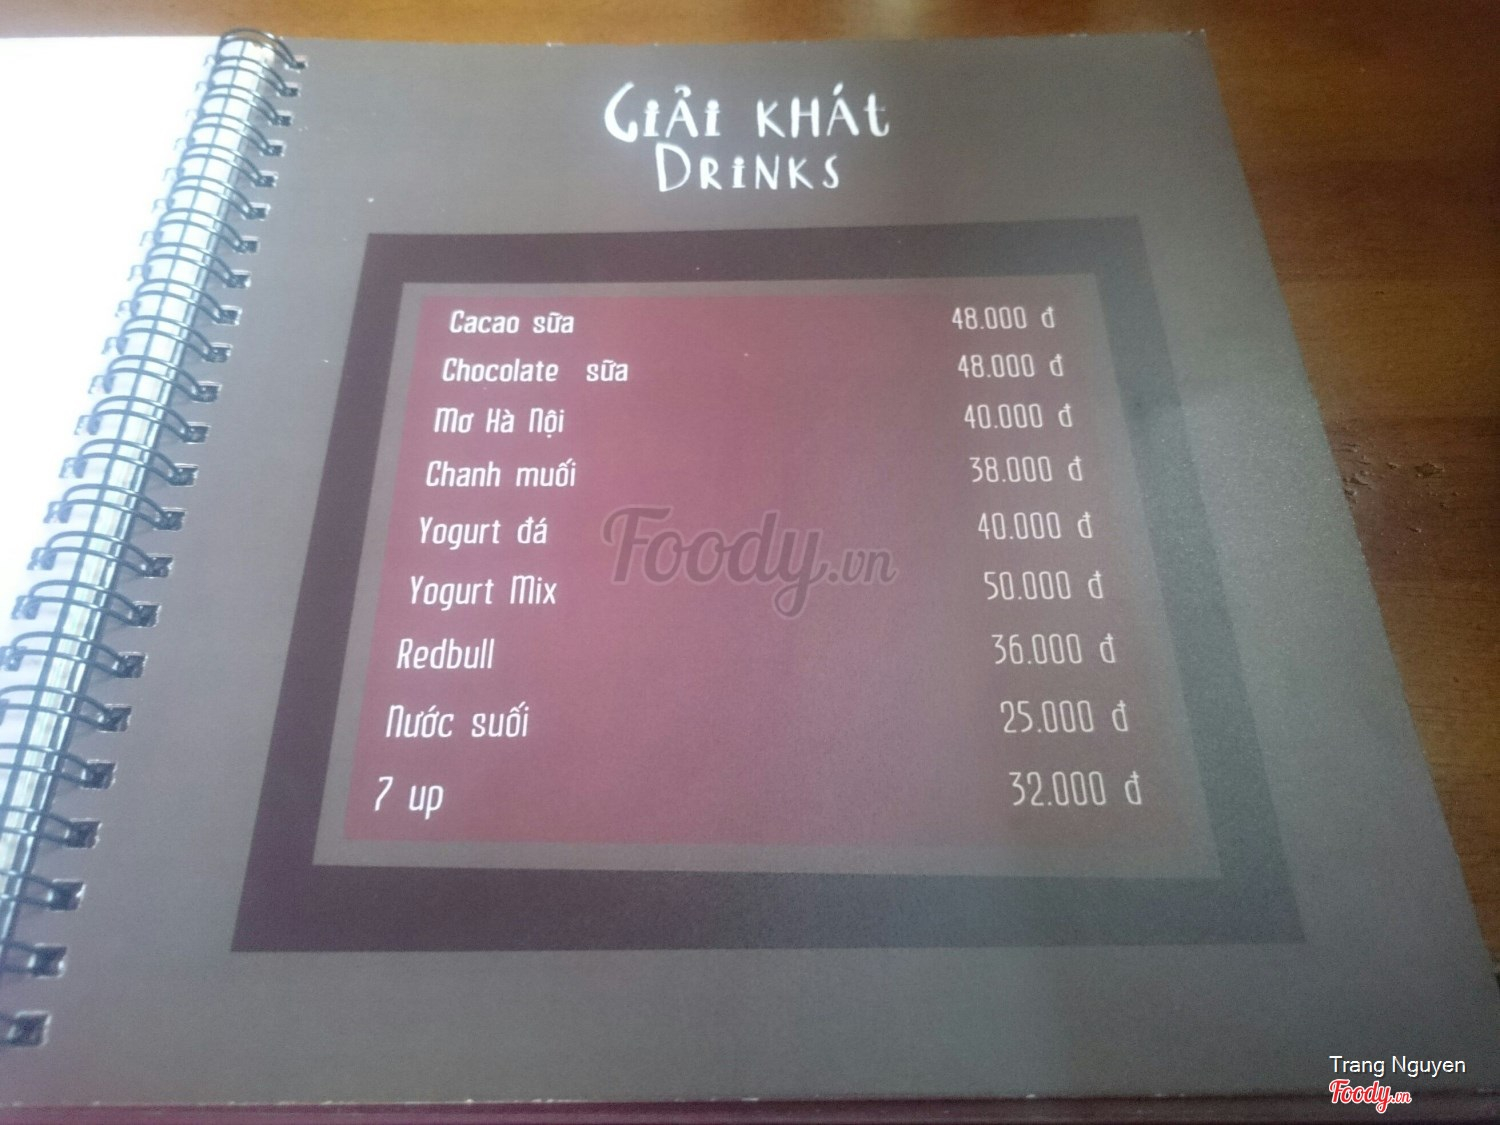 GIẢI KHÁT
DRINKS
Cacao sữa 48.000 đ
Chocolate sữa 48.000 đ
Mơ Hà Nội 40.000 đ
Chanh muối 38.000 đ
Yogurt đá 40.000 đ
Foody.vn
Yogurt Mix 50.000 đ
Redbull 36.000 đ
Nước suối 25.000 đ
7 up 32.000 đ
Trang Nguyen
Foody.vn